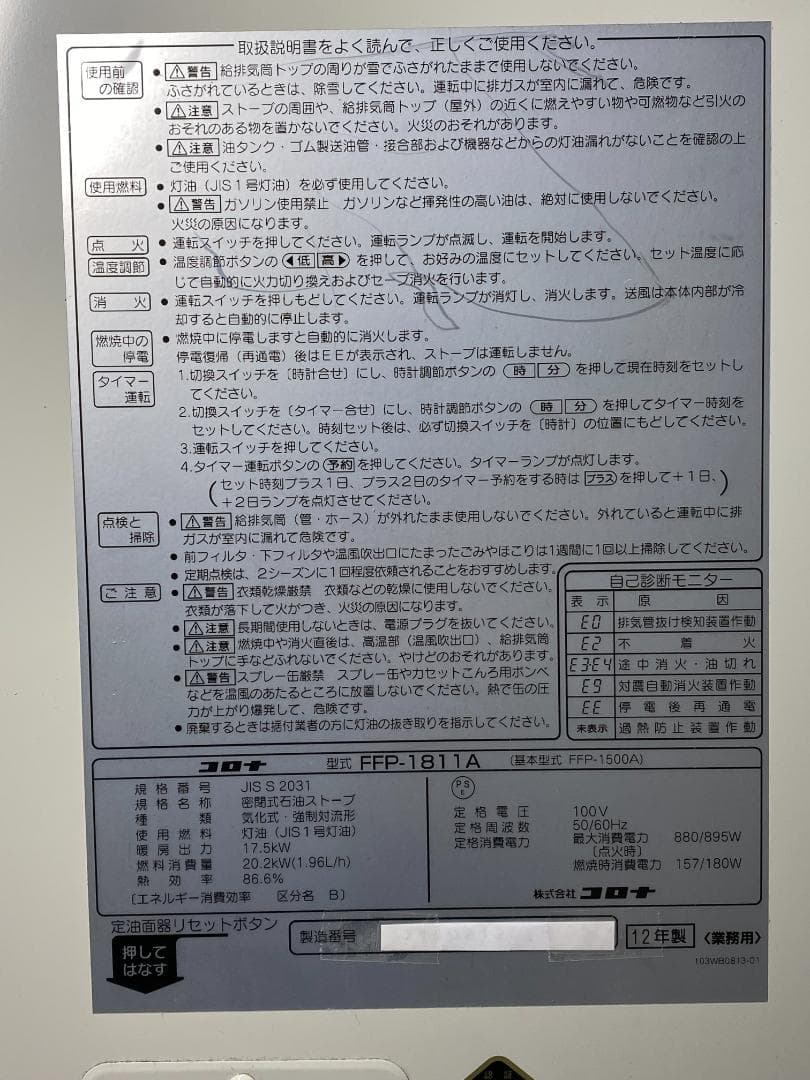 取扱説明書をよく読んで、正しくご使用ください。
使用前の確認
● ⚠警告 給排気筒トップの周りが雪でふさがれたままで使用しないでください。
ふさがれているときは、除雪してください。運転中に排ガスが室内に漏れて、危険です。
● ⚠注意 ストーブの周囲や、給排気筒トップ（屋外）の近くに燃えやすい物や可燃物など引火の
おそれのある物を置かないでください。火災のおそれがあります。
● ⚠注意 油タンク・ゴム製送油管・接合部および機器などからの灯油漏れがないことを確認の上
ご使用ください。
使用燃料
● 灯油（JIS1号灯油）を必ず使用してください。
● ⚠警告 ガソリン使用禁止 ガソリンなど揮発性の高い油は、絶対に使用しないでください。
火災の原因になります。
点火
● 運転スイッチを押してください。運転ランプが点滅し、運転を開始します。
温度調節
● 温度調節ボタンの ◀低 高▶ を押して、お好みの温度にセットしてください。セット温度に応
じて自動的に火力切り換えおよびセーブ消火を行います。
消火
● 運転スイッチを押しもどしてください。運転ランプが消灯し、消火します。送風は本体内部が冷
却すると自動的に停止します。
燃焼中の停電
● 燃焼中に停電しますと自動的に消火します。
停電復帰（再通電）後はEEが表示され、ストーブは運転しません。
タイマー運転
1.切換スイッチを〔時計合せ〕にし、時計調節ボタンの 時 分 を押して現在時刻をセットし
てください。
2.切換スイッチを〔タイマー合せ〕にし、時計調節ボタンの 時 分 を押してタイマー時刻を
セットしてください。時刻セット後は、必ず切換スイッチを〔時計〕の位置にもどしてください。
3.運転スイッチを押してください。
4.タイマー運転ボタンの 予約 を押してください。タイマーランプが点灯します。
（セット時刻プラス1日、プラス2日のタイマー予約をする時は プラス を押して＋1日、
＋2日ランプを点灯させてください。）
点検と掃除
● ⚠警告 給排気筒（管・ホース）が外れたまま使用しないでください。外れていると運転中に排
ガスが室内に漏れて危険です。
● 前フィルタ・下フィルタや温風吹出口にたまったごみやほこりは1週間に1回以上掃除してください。
● 定期点検は、2シーズンに1回程度依頼されることをおすすめします。
ご注意
● ⚠警告 衣類乾燥厳禁 衣類などの乾燥に使用しないでください。
衣類が落下して火がつき、火災の原因になります。
● ⚠注意 長期間使用しないときは、電源プラグを抜いてください。
● ⚠注意 燃焼中や消火直後は、高温部（温風吹出口）、給排気筒
トップに手などふれないでください。やけどのおそれがあります。
● ⚠警告 スプレー缶厳禁 スプレー缶やカセットこんろ用ボンベ
などを温風のあたるところに放置しないでください。熱で缶の圧
力が上がり爆発して、危険です。
● 廃棄するときは据付業者の方に灯油の抜き取りを指示してください。
自己診断モニター
表示 原因
E0 排気管抜け検知装置作動
E2 不着火
E3・E4 途中消火・油切れ
E9 対震自動消火装置作動
EE 停電後再通電
未表示 過熱防止装置作動
コロナ 型式 FFP-1811A （基本型式 FFP-1500A）
規格番号 JIS S 2031
規格名称 密閉式石油ストーブ
種類 気化式・強制対流形
使用燃料 灯油（JIS1号灯油）
暖房出力 17.5kW
燃料消費量 20.2kW(1.96L/h)
熱効率 86.6%
〔エネルギー消費効率 区分名 B〕
PS
E
定格電圧 100V
定格周波数 50/60Hz
定格消費電力 最大消費電力 880/895W
〔点火時〕
燃焼時消費電力 157/180W
株式会社 コロナ
定油面器リセットボタン
押して
はなす
製造番号
12年製 〈業務用〉
103WB0813-01